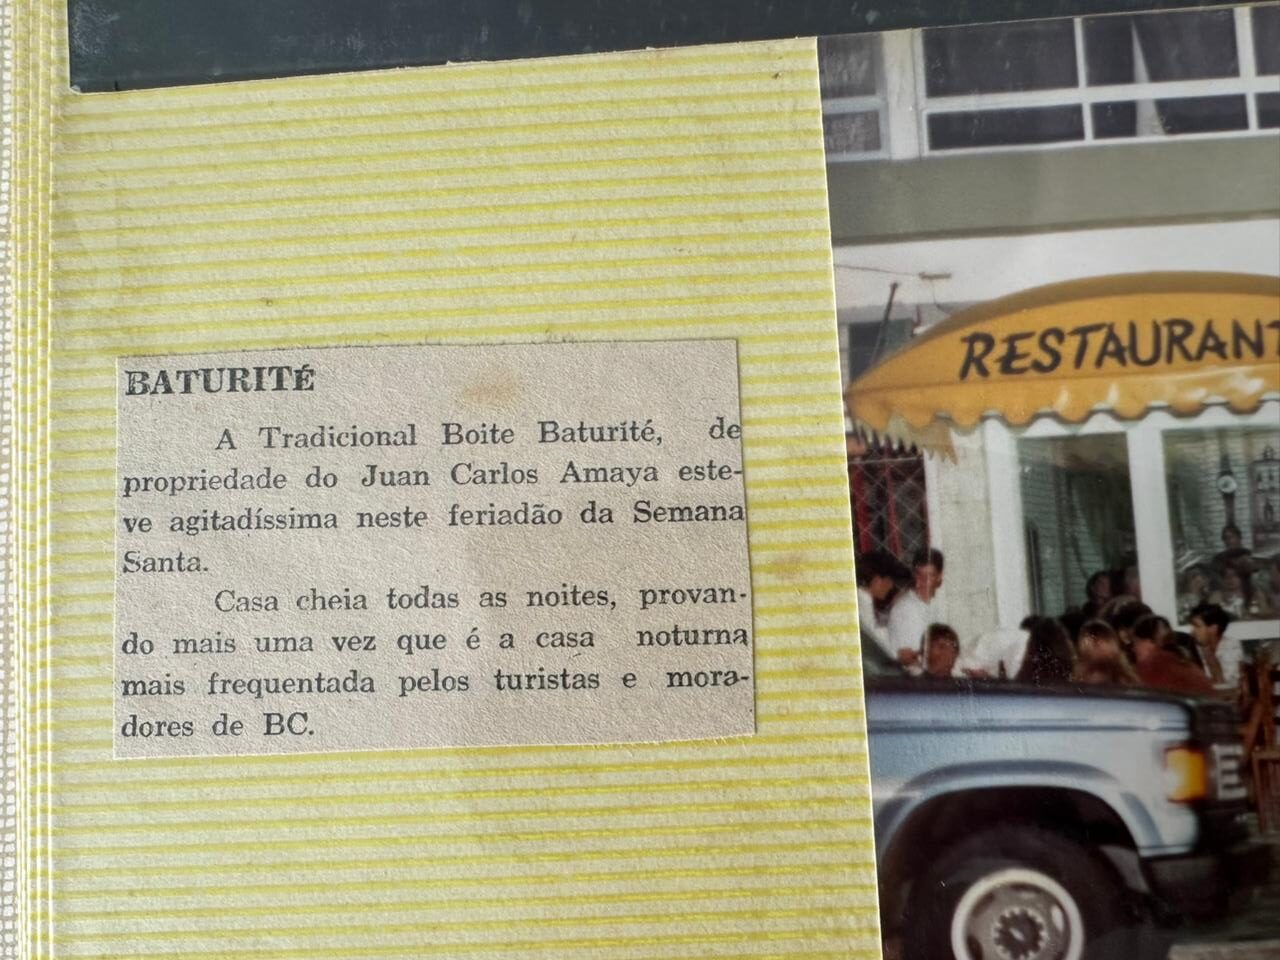 BATURITÉ
A Tradicional Boite Baturité, de
propriedade do Juan Carlos Amaya este-
ve agitadíssima neste feriadão da Semana
Santa.
Casa cheia todas as noites, provan-
do mais uma vez que é a casa noturna
mais frequentada pelos turistas e mora-
dores de BC.
RESTAURANT